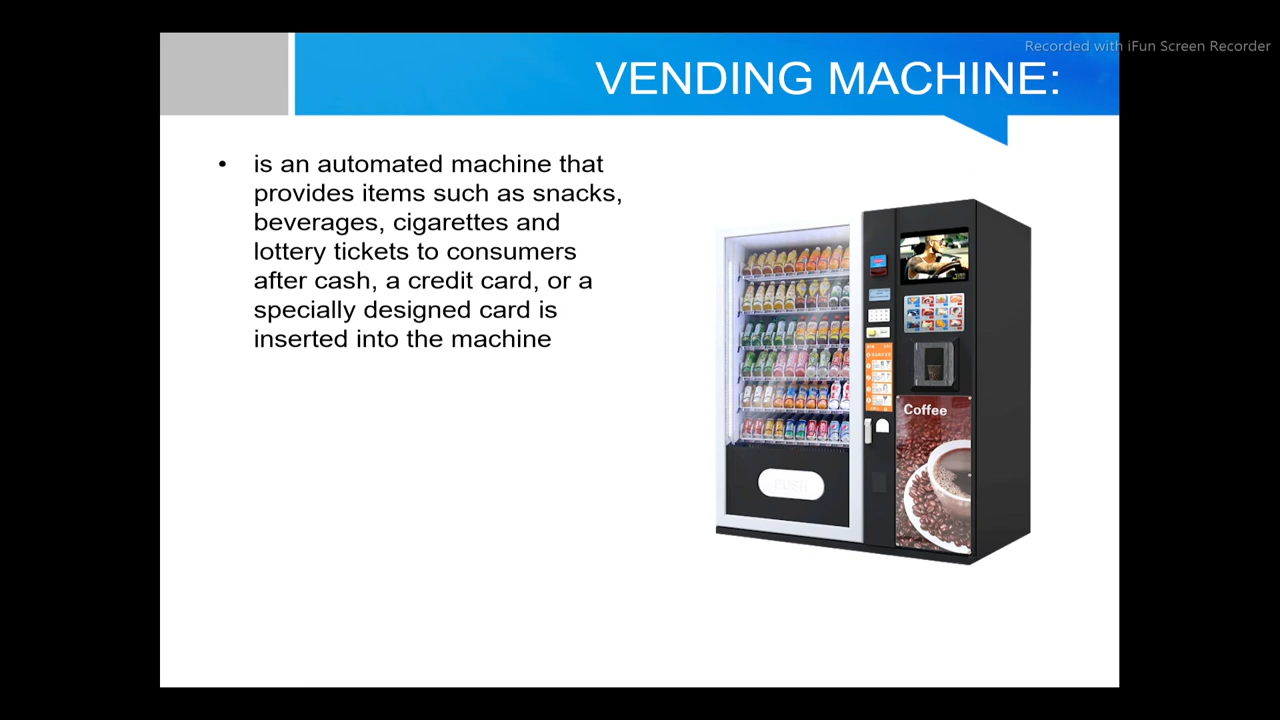 Recorded with iFun Screen Recorder
VENDING MACHINE:
• is an automated machine that
provides items such as snacks,
beverages, cigarettes and
lottery tickets to consumers
after cash, a credit card, or a
specially designed card is
inserted into the machine
Coffee
PUSH